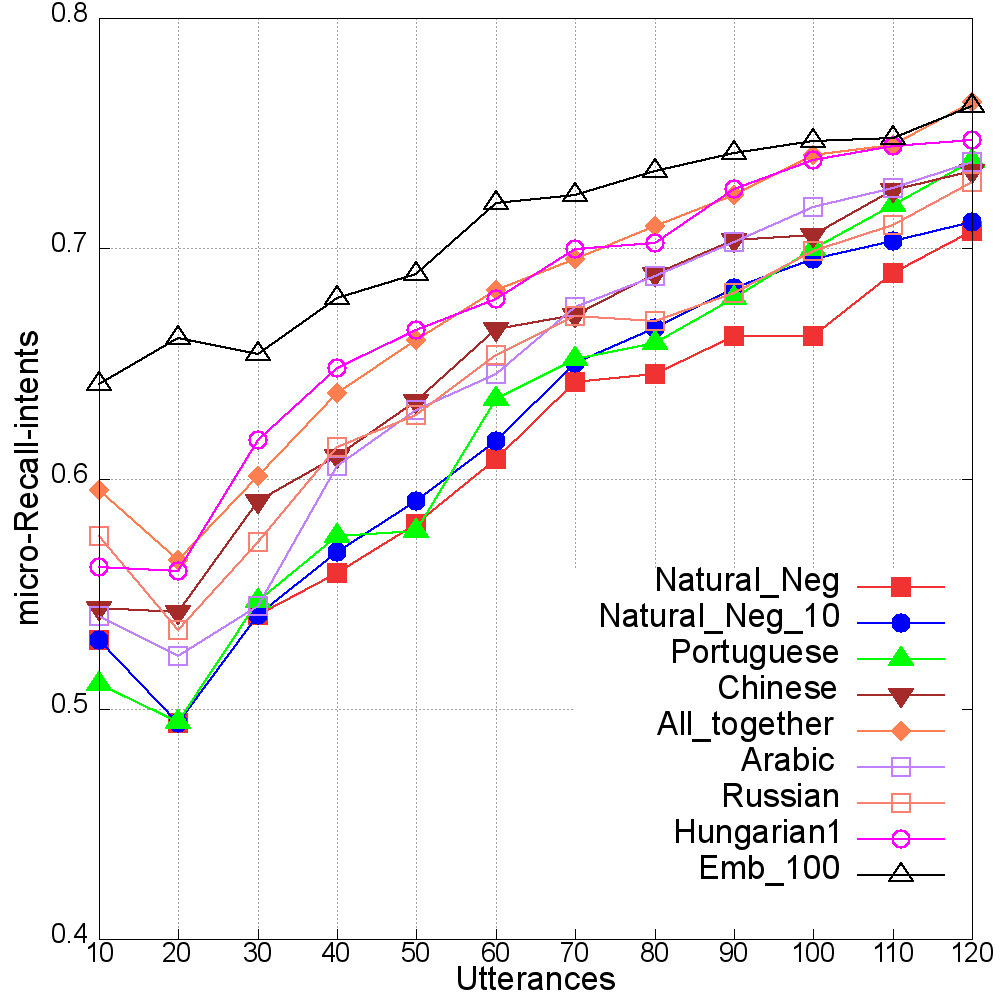 0.8
0.7
0.6
0.5
0.4
micro-Recall-intents
Natural_Neg
Natural_Neg_10
Portuguese
Chinese
All_together
Arabic
Russian
Hungarian1
Emb_100
10 20 30 40 50 60 70 80 90 100 110 120
Utterances